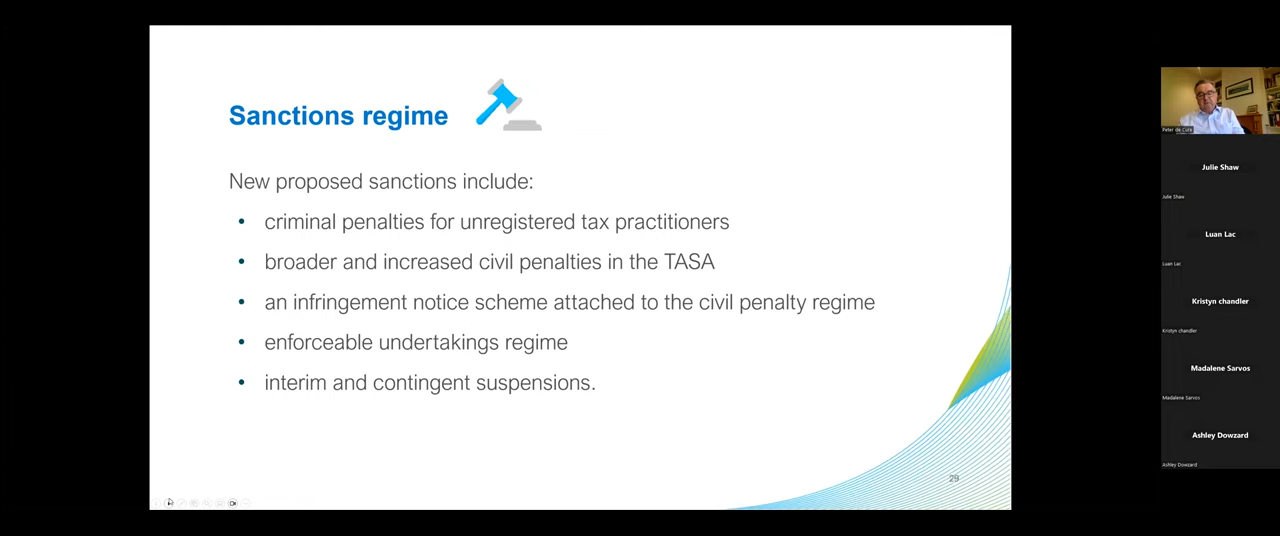 Sanctions regime
New proposed sanctions include:
• criminal penalties for unregistered tax practitioners
• broader and increased civil penalties in the TASA
• an infringement notice scheme attached to the civil penalty regime
• enforceable undertakings regime
• interim and contingent suspensions.
29
Peter de Cure
Julie Shaw
Julie Shaw
Luan Lac
Luan Lac
Kristyn chandler
Kristyn chandler
Madalene Sarvos
Madalene Sarvos
Ashley Dowzard
Ashley Dowzard